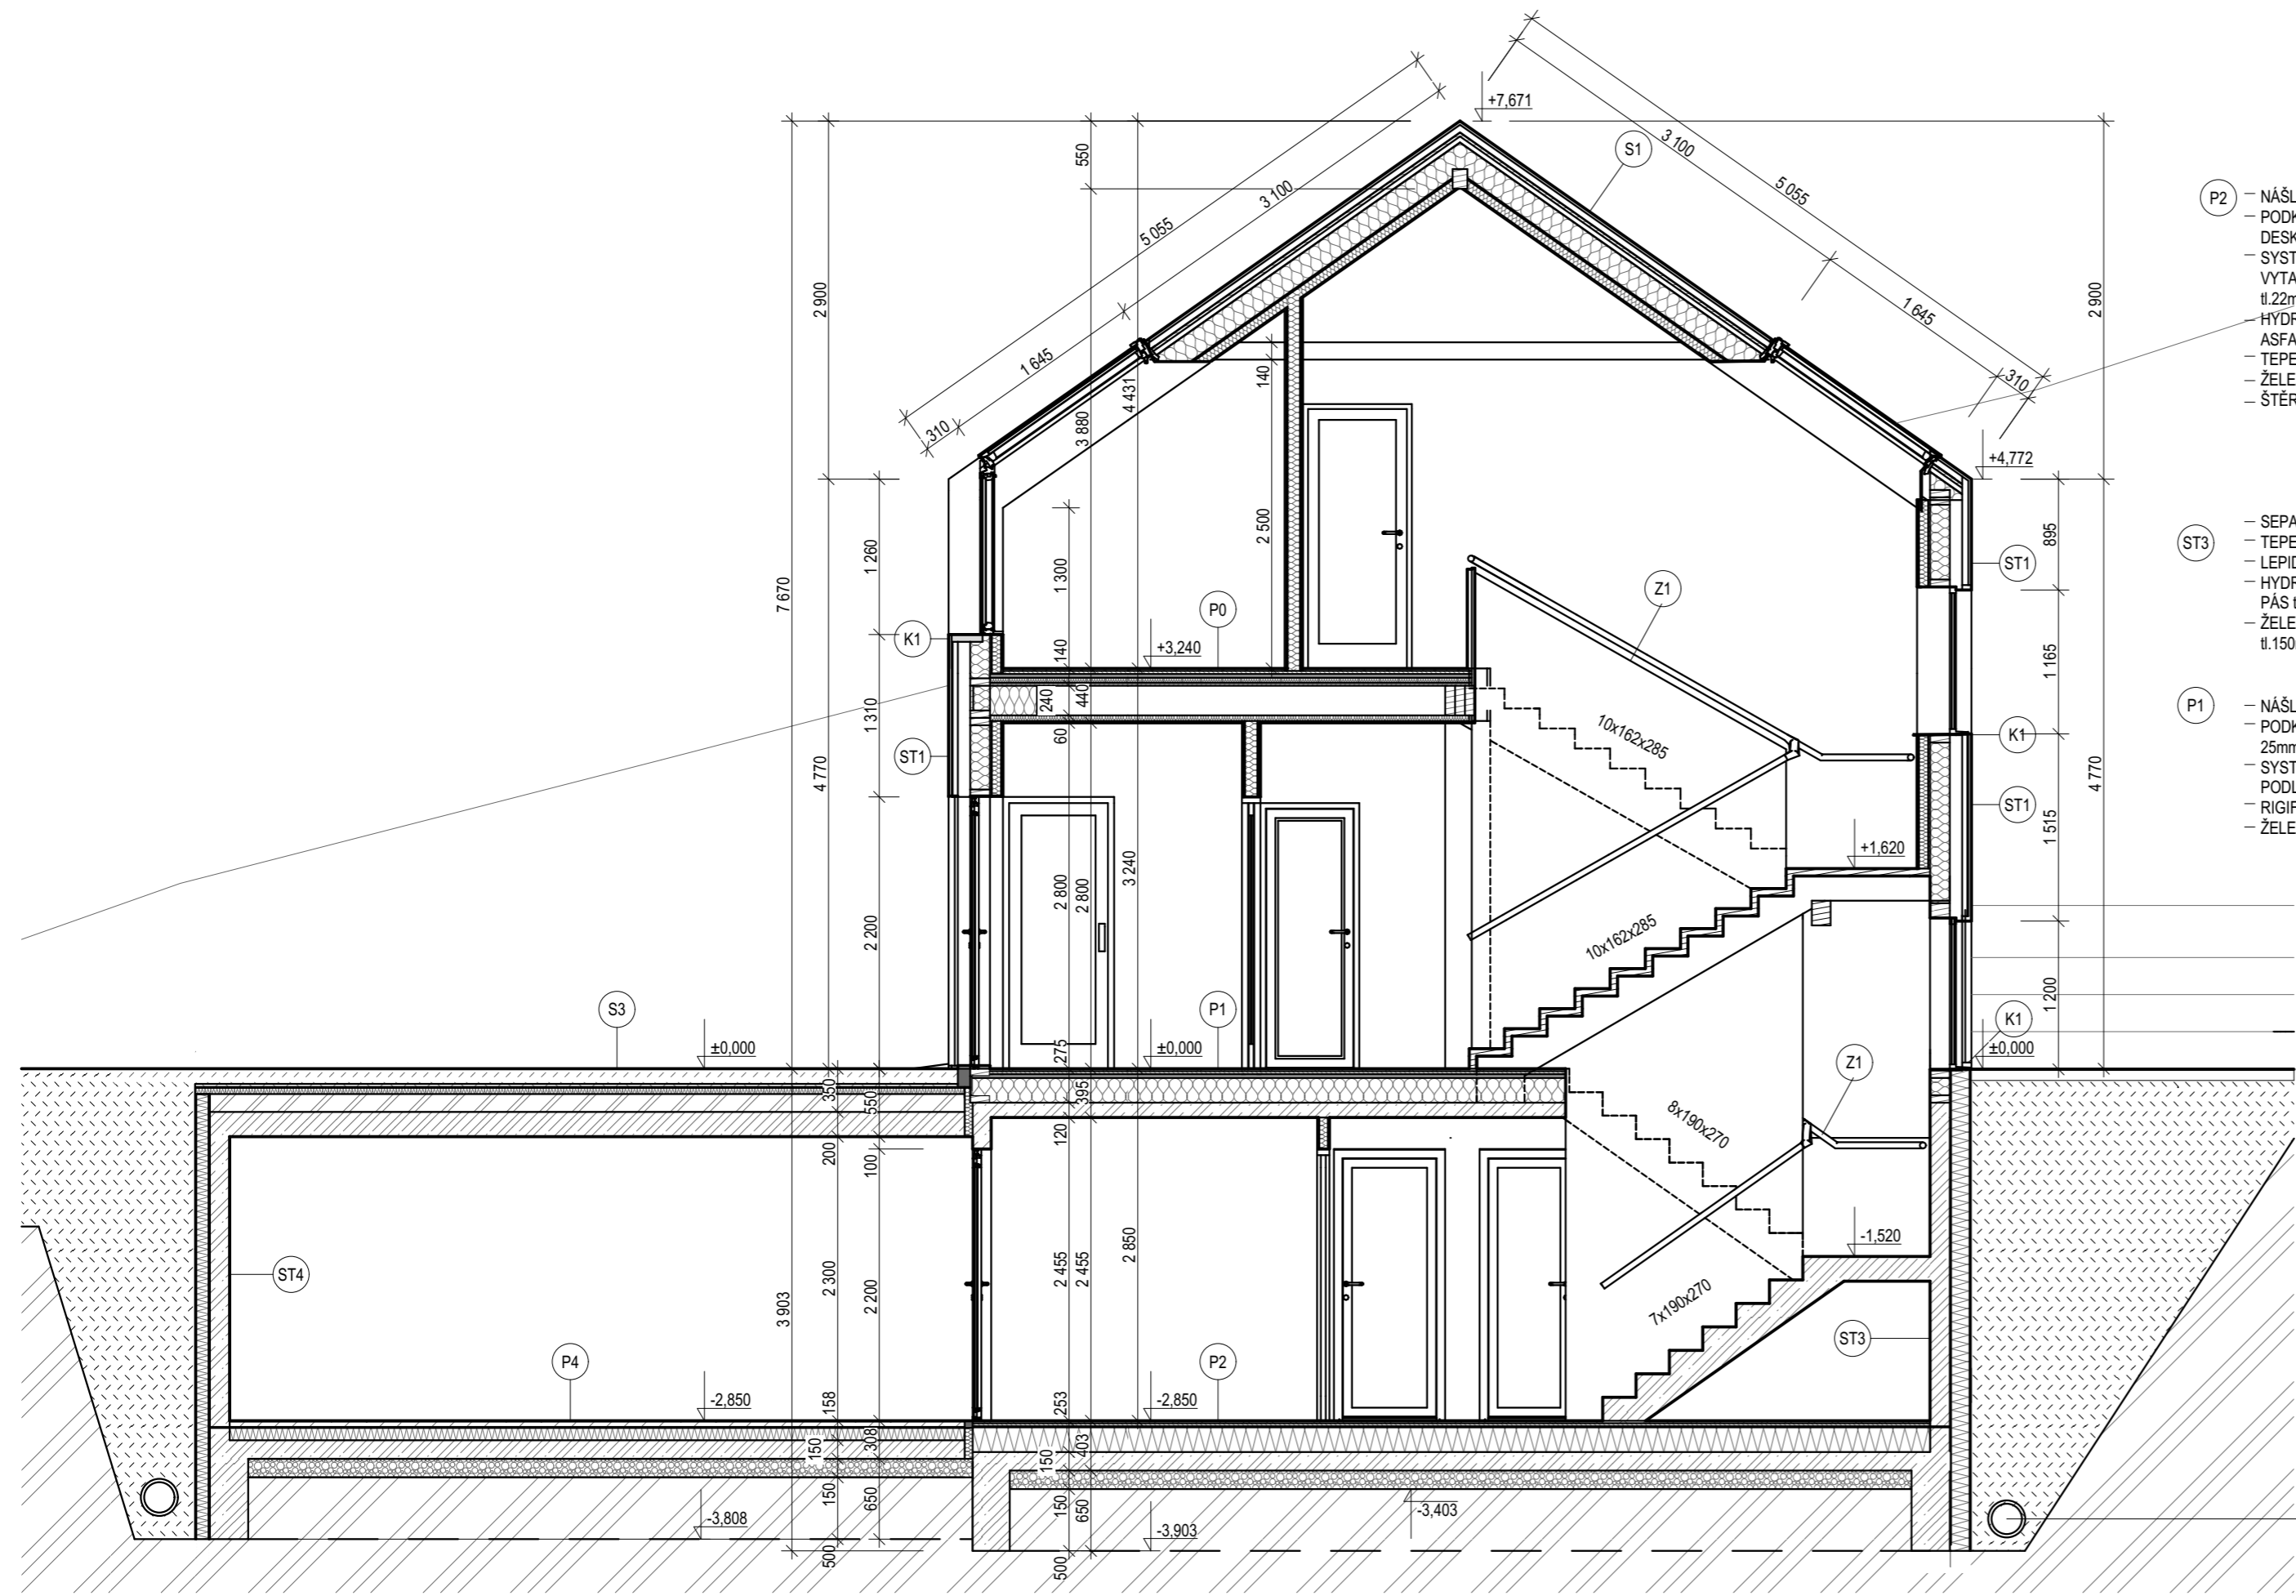 +7,671
S1
3 100
5 055
1 645
310
5 055
3 100
1 645
310
550
2 900
2 900
4 431
3 880
140
2 500
7 670
4 770
1 260
1 310
2 200
1 300
140
240
440
60
2 800
2 800
3 240
275
+4,772
895
1 165
1 515
1 200
4 770
ST1
K1
ST1
K1
K1
ST1
P0
+3,240
Z1
10x162x285
10x162x285
+1,620
S3
±0,000
P1
±0,000
±0,000
Z1
8x190x270
7x190x270
-1,520
ST3
ST4
P4
-2,850
P2
-2,850
350
550
200
100
395
120
3 903
2 300
2 200
2 455
2 455
2 850
158
308
150
150
650
500
253
403
150
150
650
500
-3,808
-3,903
-3,403
P2
– NÁŠL
– PODK
DESK
– SYST
VYTA
tl.22m
– HYDR
ASFA
– TEPE
– ŽELE
– ŠTĚR
ST3
– SEPA
– TEPE
– LEPID
– HYDR
PÁS t
– ŽELE
tl.150
P1
– NÁŠL
– PODK
25mm
– SYST
PODL
– RIGIP
– ŽELE